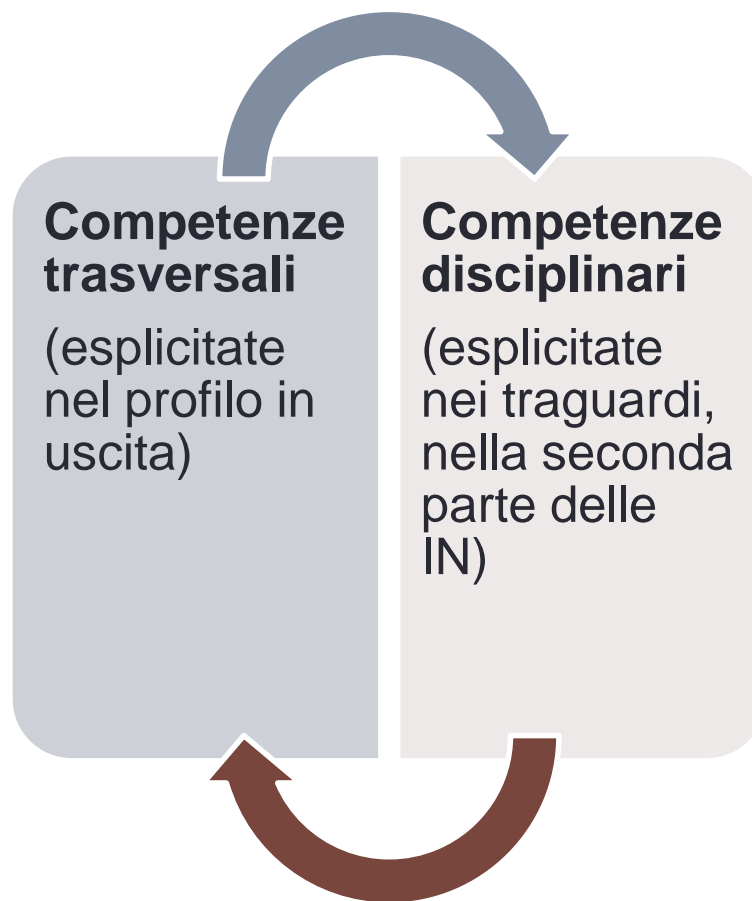 Competenze
trasversali
(esplicitate
nel profilo in
uscita)
Competenze
disciplinari
(esplicitate
nei traguardi,
nella seconda
parte delle
IN)